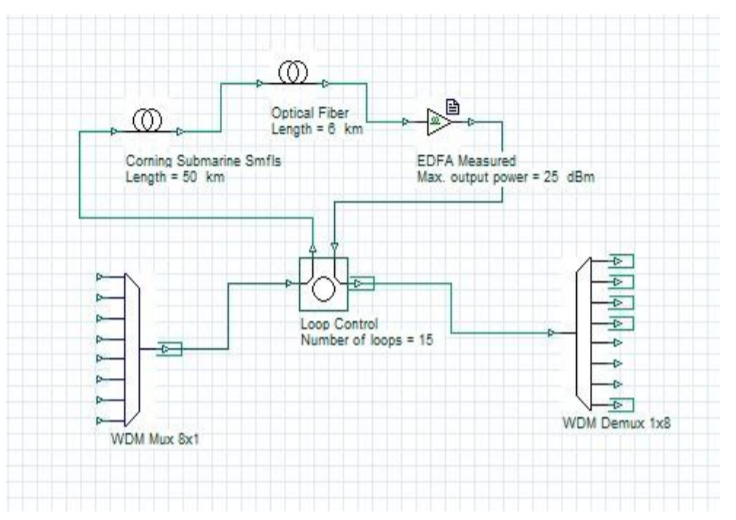 Optical Fiber
Length = 6 km
Corning Submarine Smfls
Length = 50 km
EDFA Measured
Max. output power = 25 dBm
Loop Control
Number of loops = 15
WDM Mux 8x1
WDM Demux 1x8